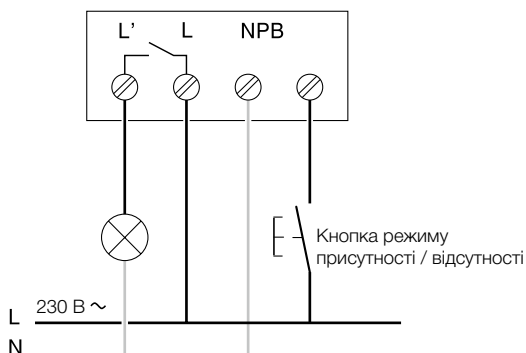 L’ L NPB
Кнопка режиму
присутності / відсутності
230 В ~
L
N